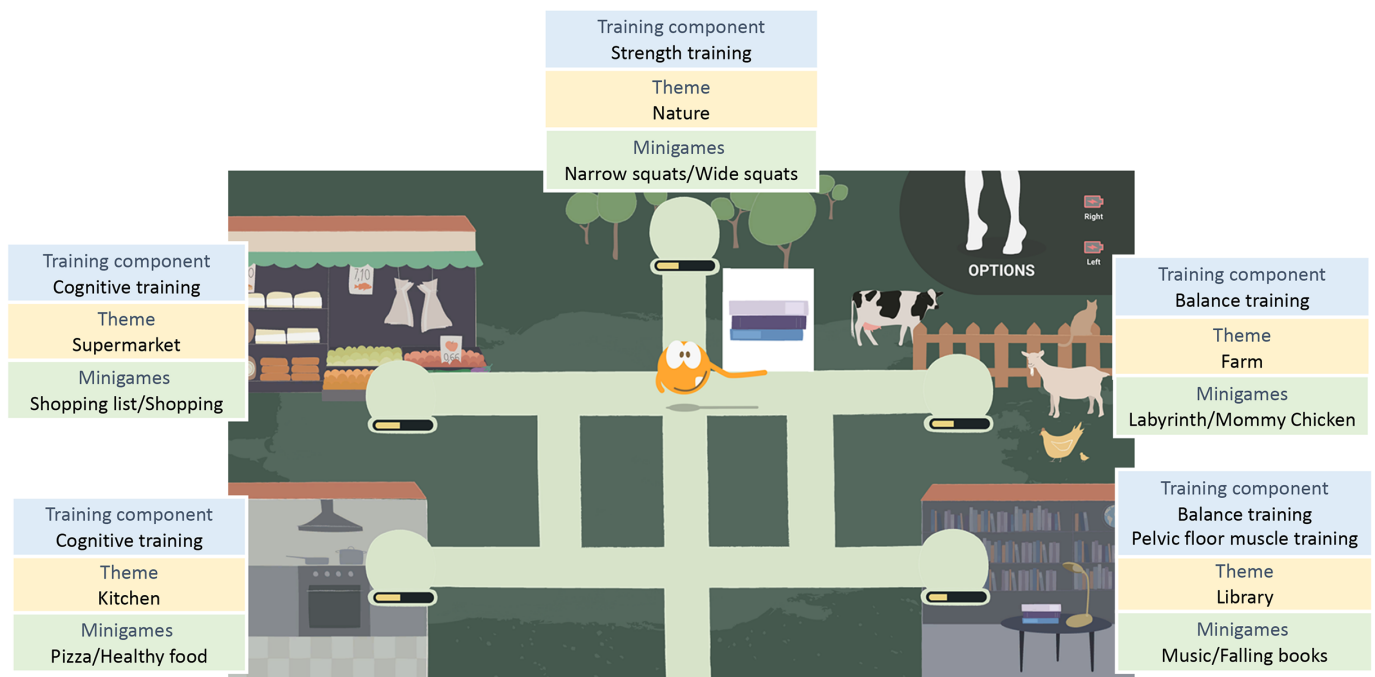 Training component
Strength training
Theme
Nature
Minigames
Narrow squats/Wide squats
Training component
Cognitive training
Theme
Supermarket
Minigames
Shopping list/Shopping
7,10
0,66
Right
Left
OPTIONS
Training component
Balance training
Theme
Farm
Minigames
Labyrinth/Mommy Chicken
Training component
Cognitive training
Theme
Kitchen
Minigames
Pizza/Healthy food
Training component
Balance training
Pelvic floor muscle training
Theme
Library
Minigames
Music/Falling books